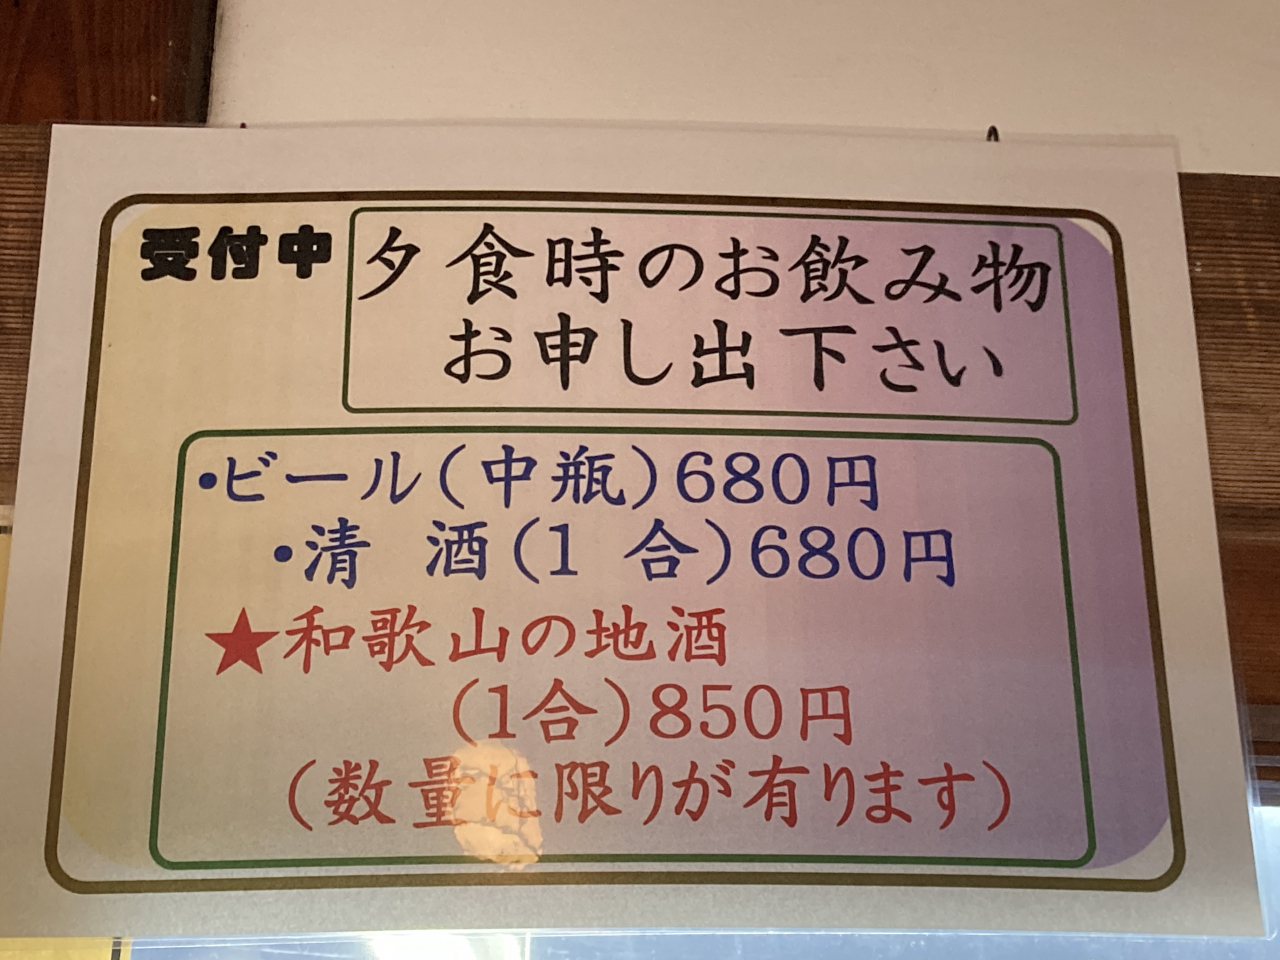 受付中
夕食時のお飲み物
お申し出下さい
・ビール(中瓶)680円
・清 酒(1 合)680円
★和歌山の地酒
(1合)850円
(数量に限りが有ります)